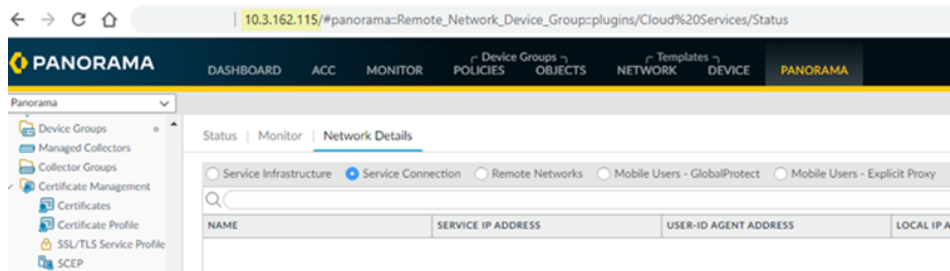 10.3.162.115/#panorama::Remote_Network_Device_Group::plugins/Cloud%20Services/Status
PANORAMA
DASHBOARD ACC MONITOR
Device Groups
POLICIES OBJECTS
Templates
NETWORK DEVICE
PANORAMA
Panorama
Device Groups
Managed Collectors
Collector Groups
Certificate Management
Certificates
Certificate Profile
SSL/TLS Service Profile
SCEP
Status | Monitor | Network Details
Service Infrastructure Service Connection Remote Networks Mobile Users - GlobalProtect Mobile Users - Explicit Proxy
NAME SERVICE IP ADDRESS USER-ID AGENT ADDRESS LOCAL IP A